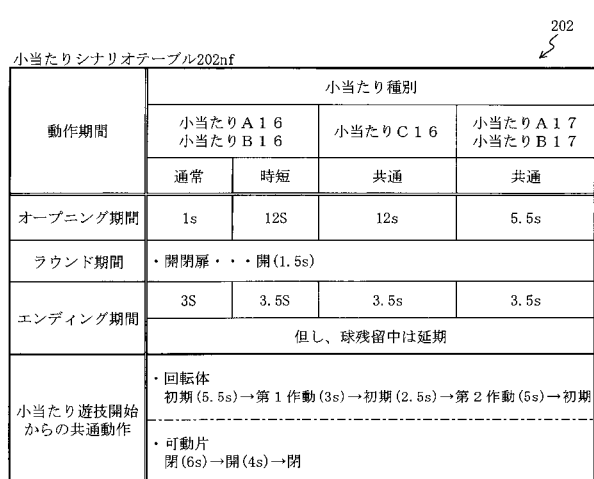 202
小当たりシナリオテーブル202nf
小当たり種別
動作期間
小当たりA16
小当たりB16
小当たりC16
小当たりA17
小当たりB17
通常
時短
共通
共通
オープニング期間
1s
12S
12s
5.5s
ラウンド期間
・開閉扉・・・開(1.5s)
エンディング期間
3S
3.5S
3.5s
3.5s
但し、球残留中は延期
小当たり遊技開始
からの共通動作
・回転体
初期(5.5s)→第1作動(3s)→初期(2.5s)→第2作動(5s)→初期
・可動片
閉(6s)→開(4s)→閉